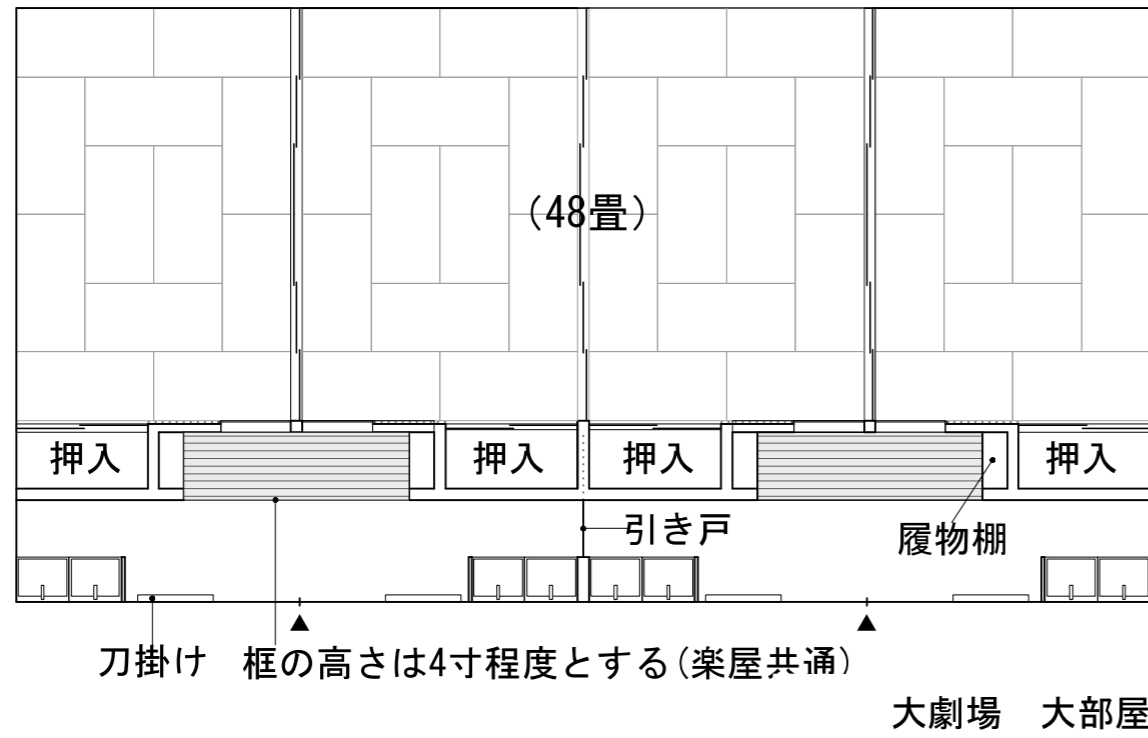 (48畳)
押入 押入 押入 押入
引き戸
履物棚
刀掛け 框の高さは4寸程度とする(楽屋共通)
大劇場 大部屋